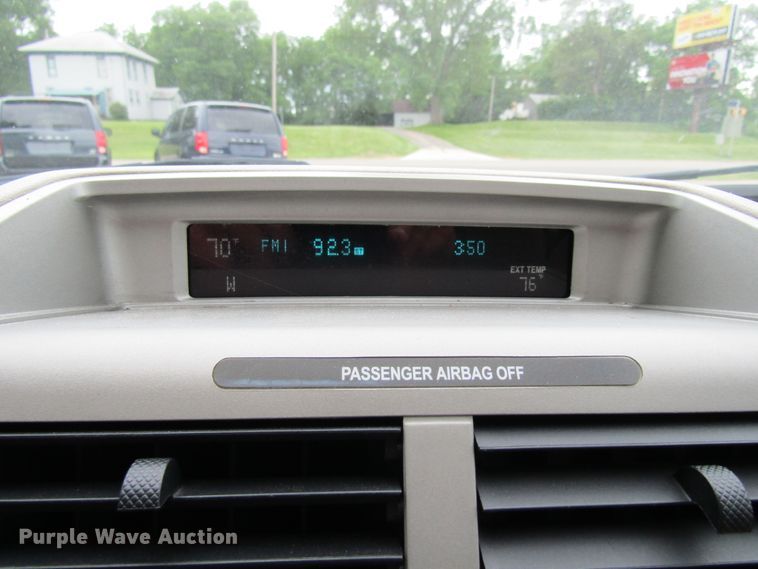 70°F FM1 92.3 ST 3:50
W EXT TEMP
76°F
PASSENGER AIRBAG OFF
Purple Wave Auction